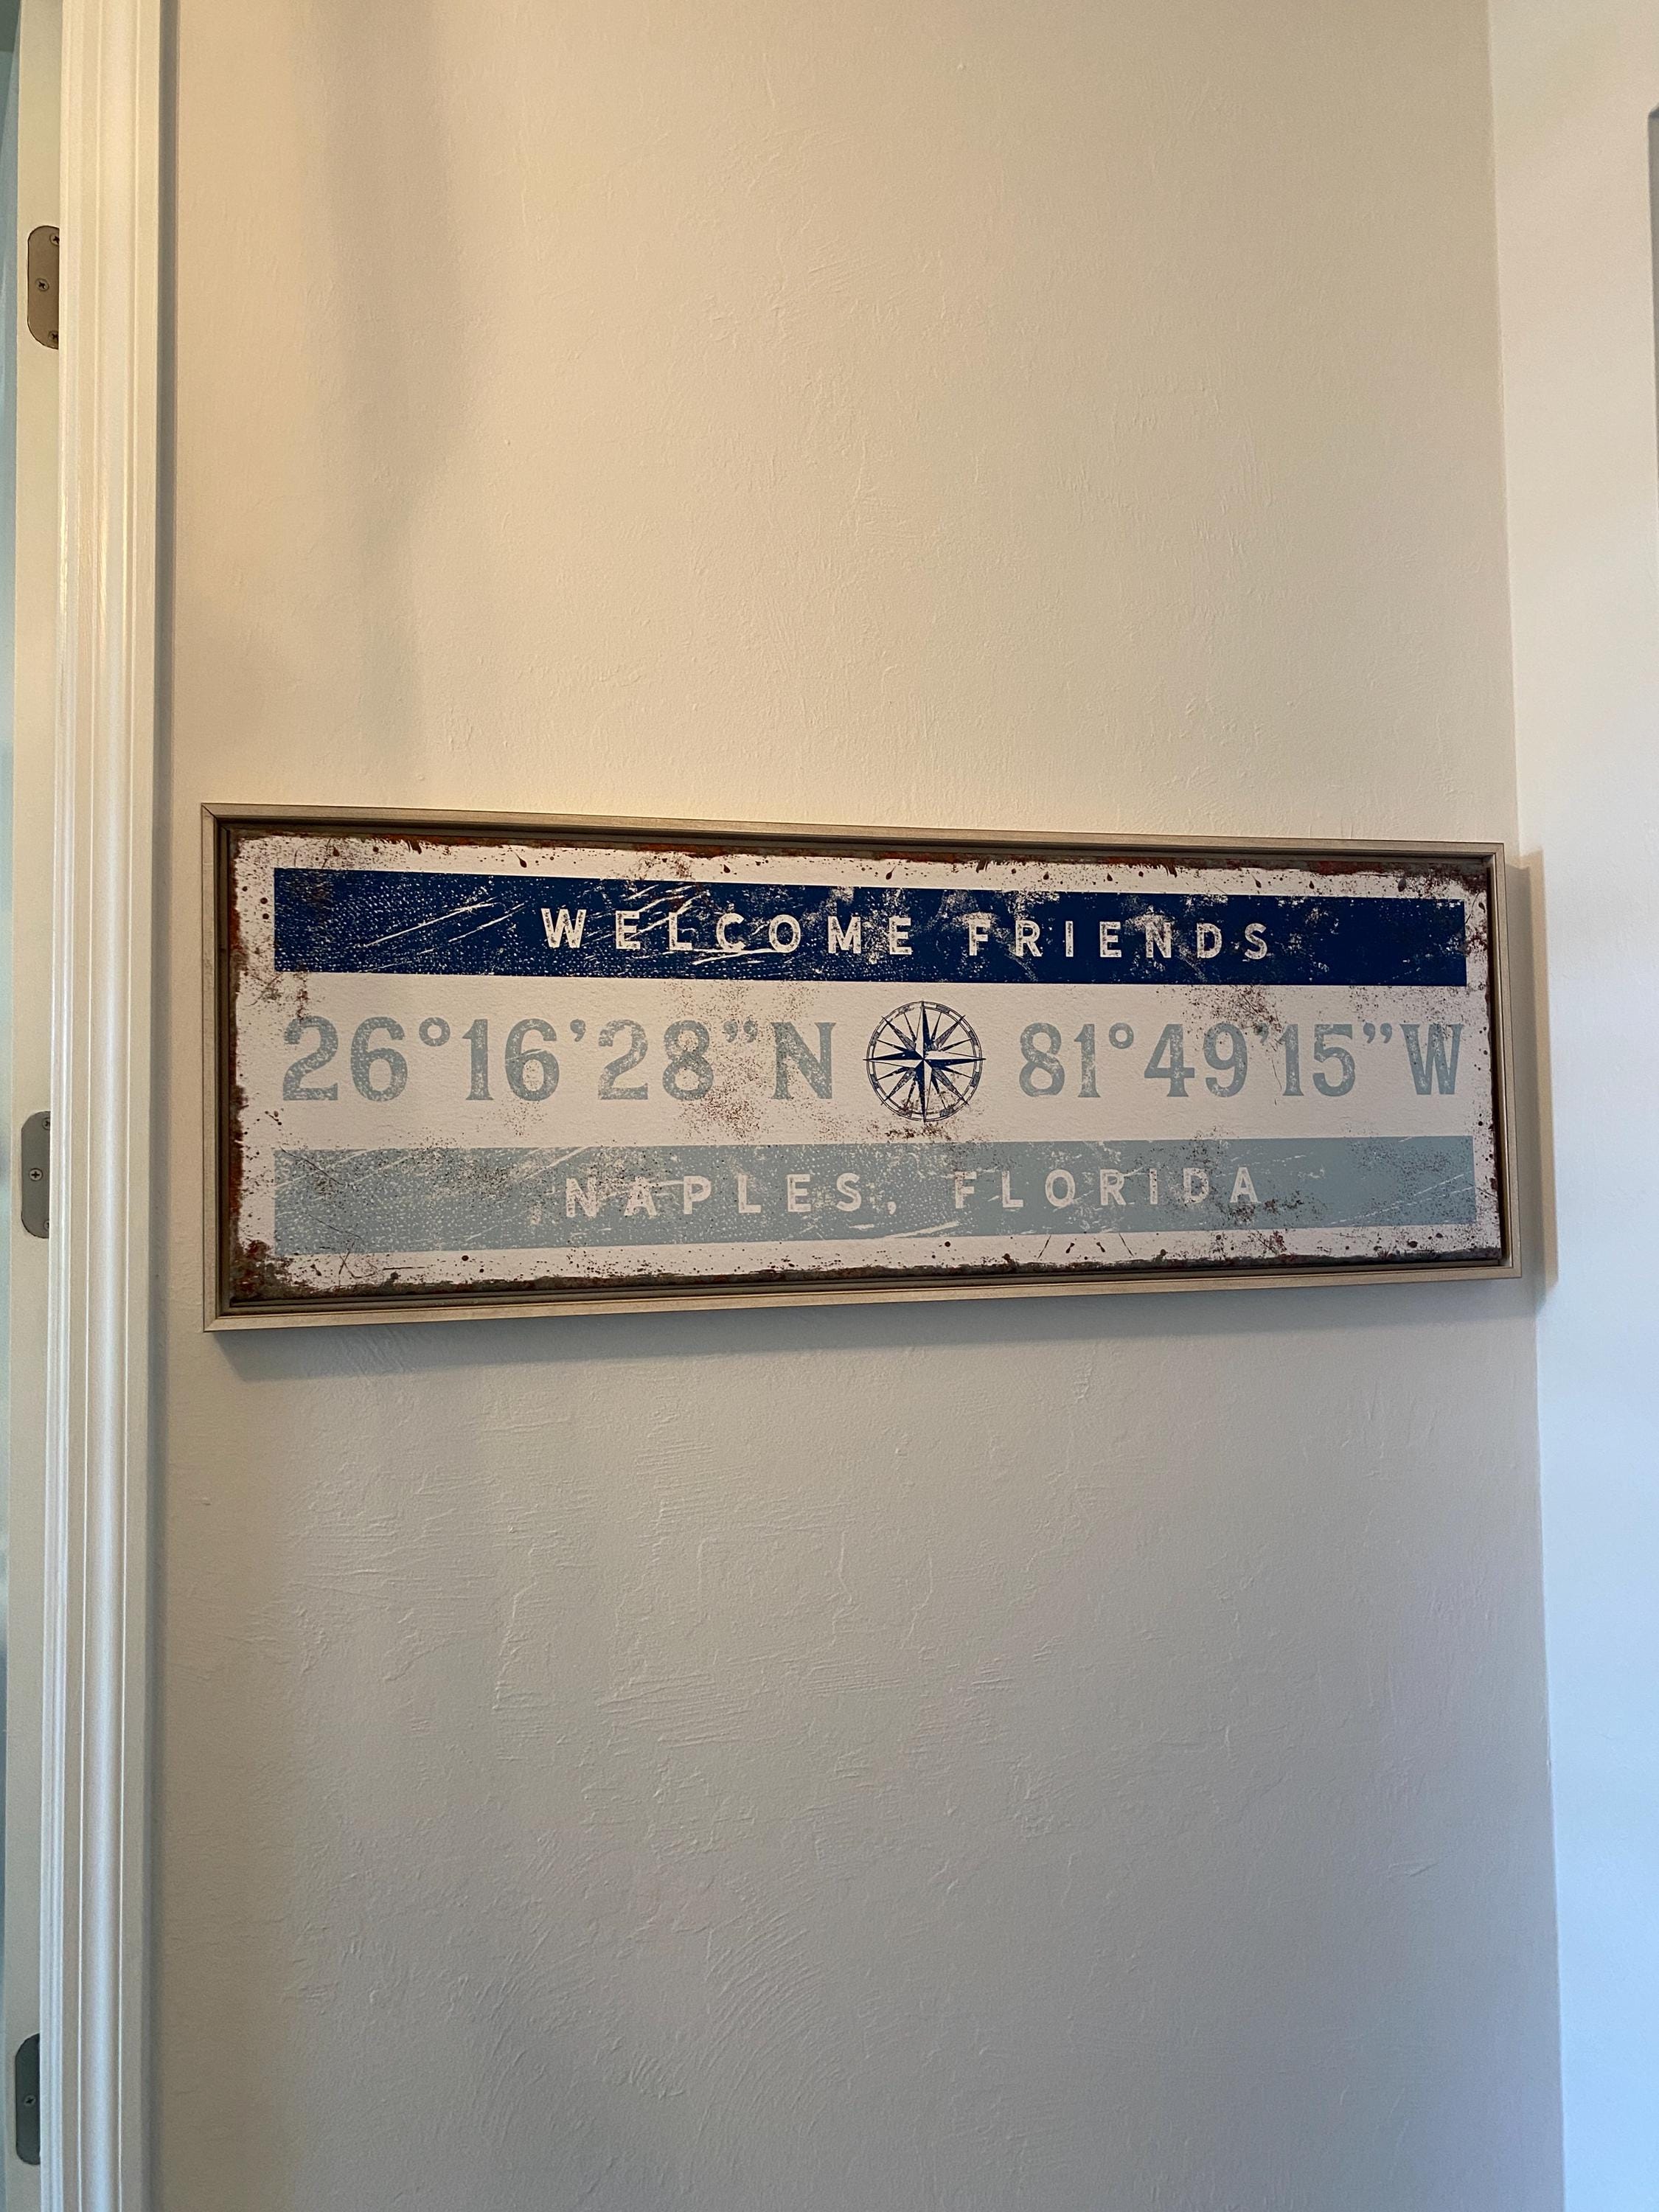 WELCOME FRIENDS
26°16’28”N 81°49’15”W
NAPLES, FLORIDA